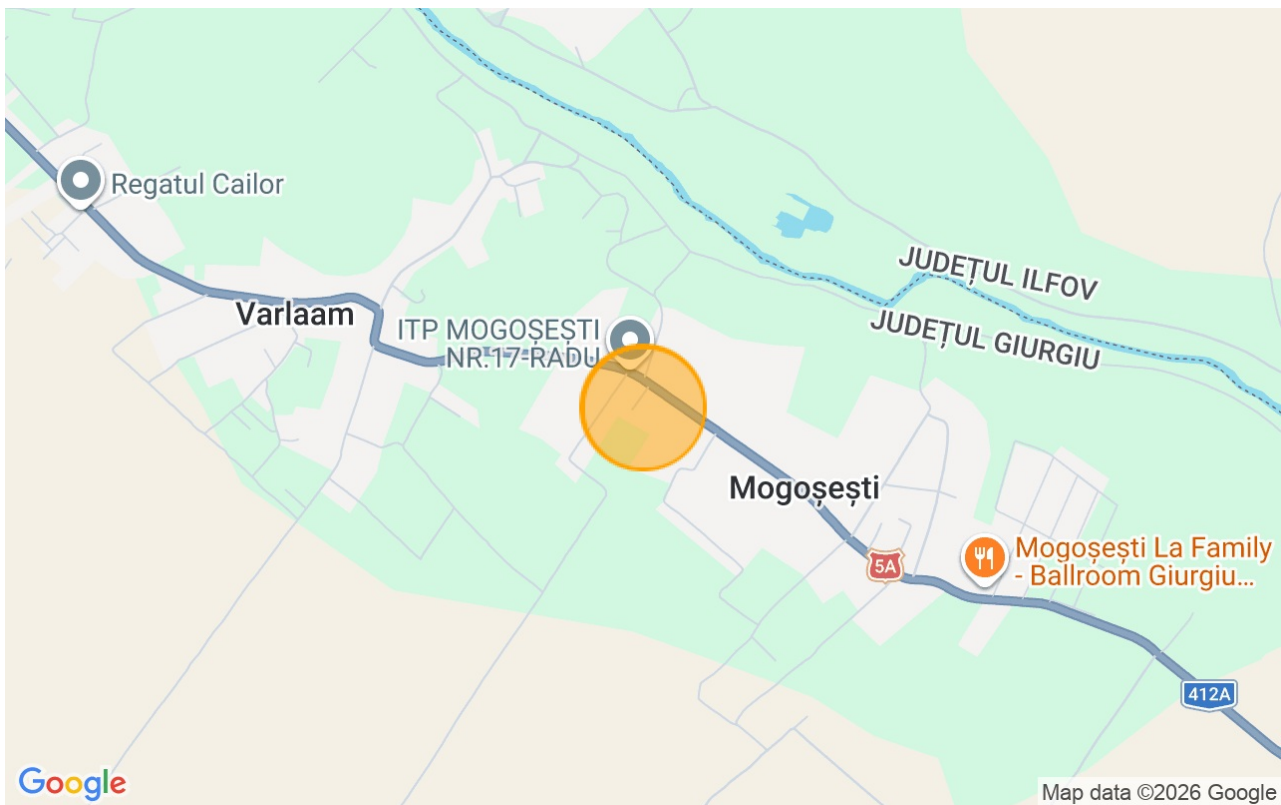 Regatul Cailor
JUDEȚUL ILFOV
Varlaam
ITP MOGOȘEȘTI
NR.17-RADU
JUDEȚUL GIURGIU
Mogoșești
5A
Mogoșești La Family
- Ballroom Giurgiu...
412A
Google
Map data ©2026 Google